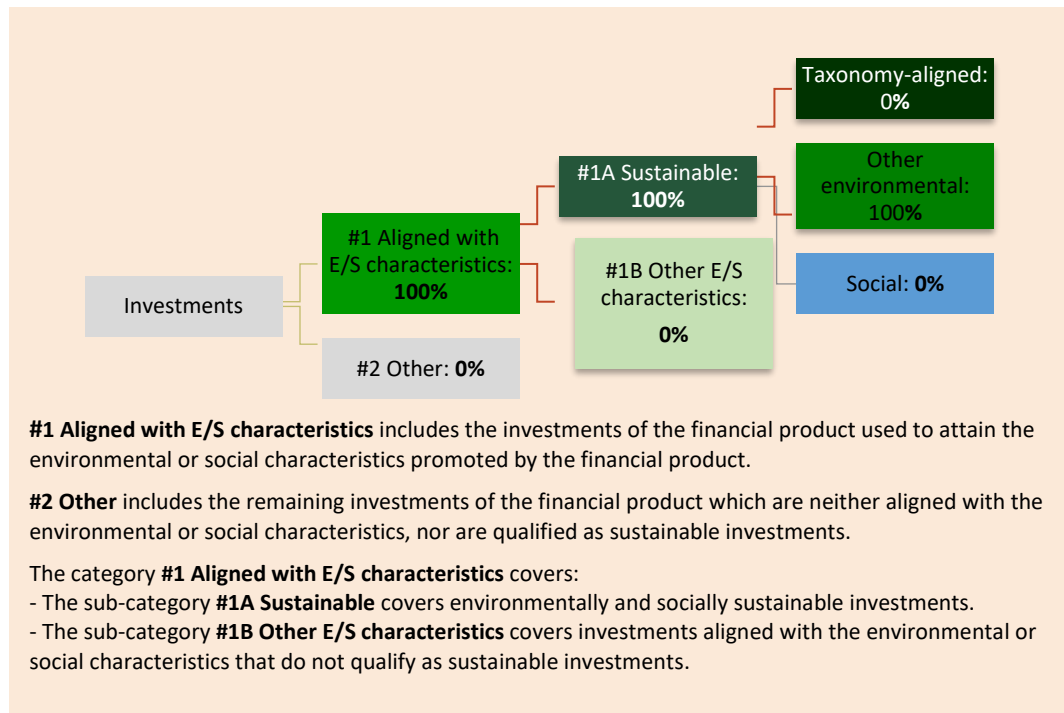 Taxonomy-aligned:
0%
#1A Sustainable:
100%
Other
environmental:
100%
#1 Aligned with
E/S characteristics:
100%
#1B Other E/S
characteristics:
0%
Social: 0%
Investments
#2 Other: 0%
#1 Aligned with E/S characteristics includes the investments of the financial product used to attain the
environmental or social characteristics promoted by the financial product.
#2 Other includes the remaining investments of the financial product which are neither aligned with the
environmental or social characteristics, nor are qualified as sustainable investments.
The category #1 Aligned with E/S characteristics covers:
- The sub-category #1A Sustainable covers environmentally and socially sustainable investments.
- The sub-category #1B Other E/S characteristics covers investments aligned with the environmental or
social characteristics that do not qualify as sustainable investments.